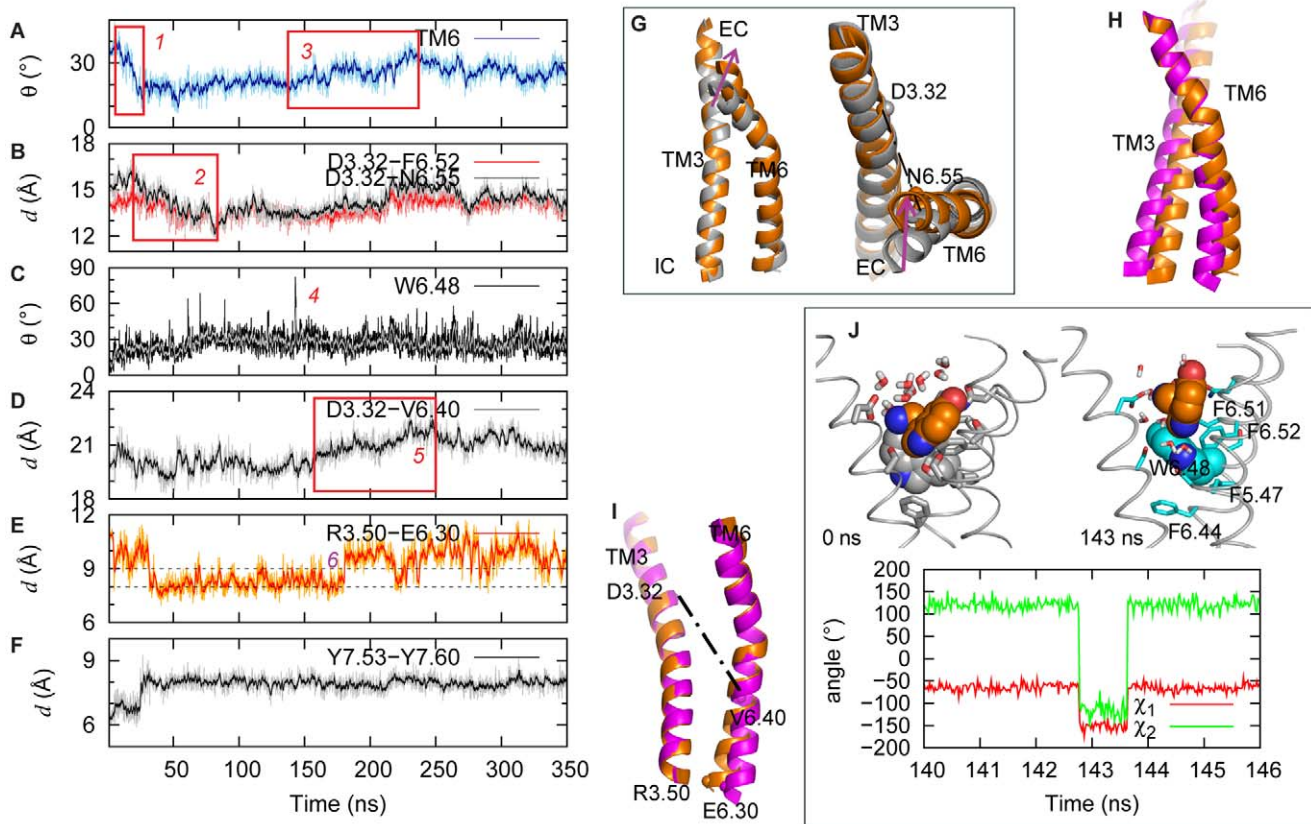 A
θ (°)
30
0
1
3
TM6
B
d (Å)
18
15
12
2
D3.32−F6.52
D3.32−N6.55
C
θ (°)
90
60
30
0
4
W6.48
D
d (Å)
24
21
18
D3.32−V6.40
5
E
d (Å)
12
9
6
R3.50−E6.30
6
F
d (Å)
9
6
Y7.53−Y7.60
50 100 150 200 250 300 350
Time (ns)
G
EC
TM3
TM6
IC
TM3
D3.32
N6.55
TM6
EC
H
TM6
TM3
I
TM3
TM6
D3.32
V6.40
R3.50
E6.30
J
0 ns
143 ns
F6.51
F6.52
W6.48
F5.47
F6.44
angle (°)
200
150
100
50
0
−50
−100
−150
−200
χ1
χ2
140 141 142 143 144 145 146
Time (ns)